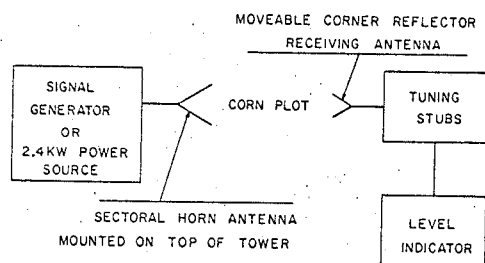 MOVEABLE CORNER REFLECTOR
RECEIVING ANTENNA
SIGNAL
GENERATOR
OR
2.4KW POWER
SOURCE
CORN PLOT
TUNING
STUBS
SECTORAL HORN ANTENNA
MOUNTED ON TOP OF TOWER
LEVEL
INDICATOR